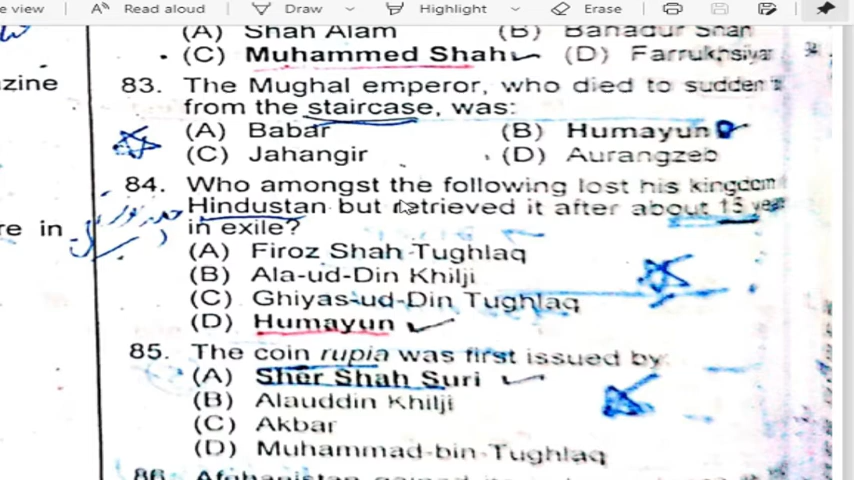 e view Read aloud Draw Highlight Erase
(A) Shah Alam (B) Bahadur Shah
(C) Muhammed Shah (D) Farrukhsiyar
zine
83. The Mughal emperor, who died to sudden
from the staircase, was:
(A) Babar (B) Humayun
(C) Jahangir (D) Aurangzeb
84. Who amongst the following lost his kingdom
Hindustan but retrieved it after about 15 year
re in
in exile?
(A) Firoz Shah Tughlaq
(B) Ala-ud-Din Khilji
(C) Ghiyas-ud-Din Tughlaq
(D) Humayun
85. The coin rupia was first issued by:
(A) Sher Shah Suri
(B) Alauddin Khilji
(C) Akbar
(D) Muhammad-bin-Tughlaq
86. Afghanistan gained